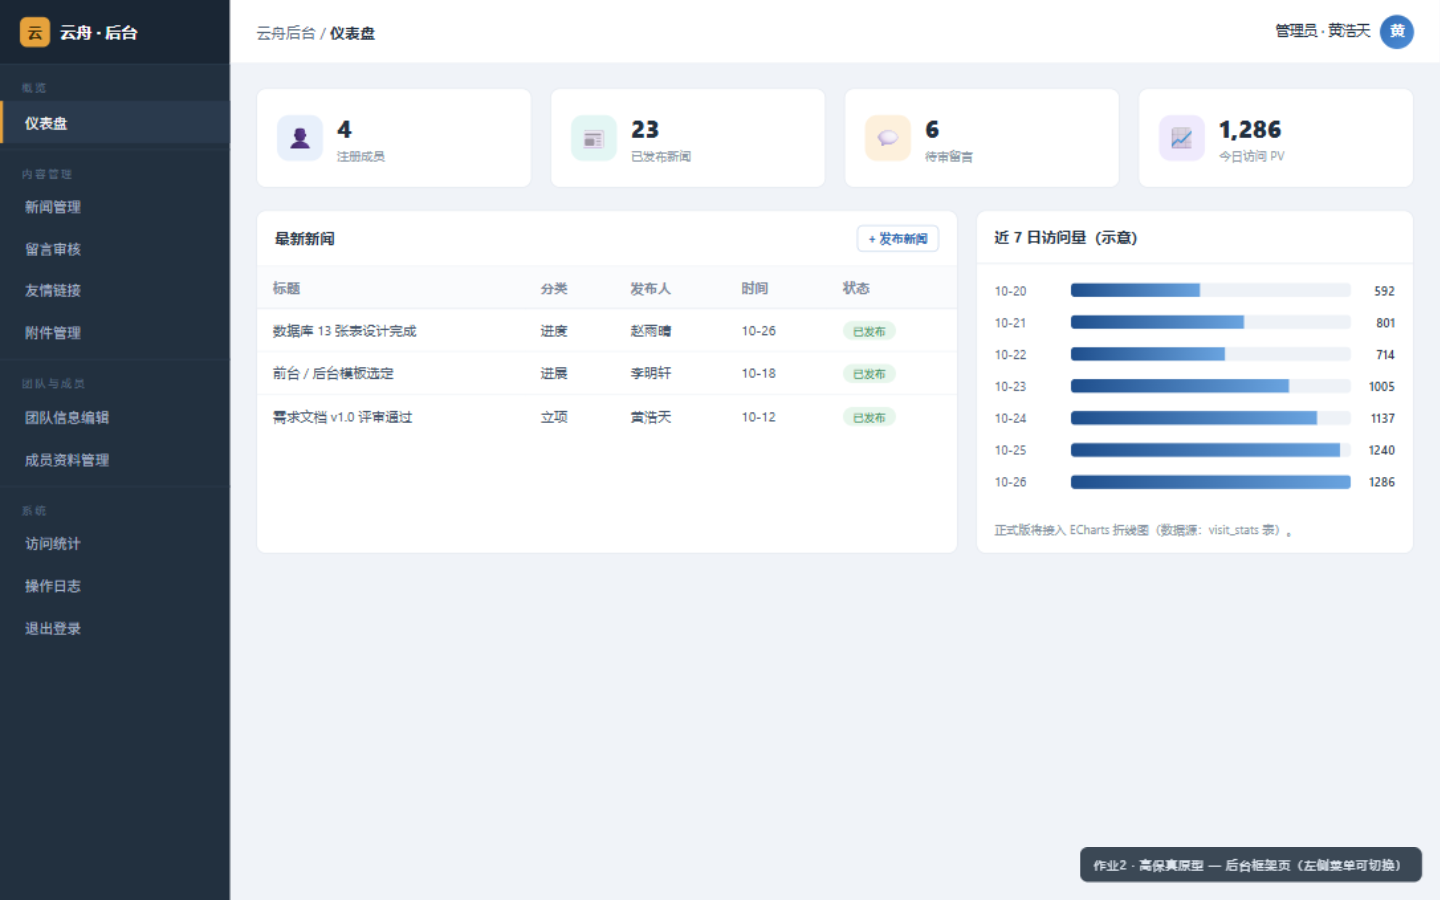 云 云舟 · 后台
概览
仪表盘
内容管理
新闻管理
留言审核
友情链接
附件管理
团队与成员
团队信息编辑
成员资料管理
系统
访问统计
操作日志
退出登录
云舟后台 / 仪表盘
管理员 · 黄浩天 黄
4
注册成员
23
已发布新闻
6
待审留言
1,286
今日访问 PV
最新新闻
+ 发布新闻
标题 分类 发布人 时间 状态
数据库 13 张表设计完成 进度 赵雨晴 10-26 已发布
前台 / 后台模板选定 进展 李明轩 10-18 已发布
需求文档 v1.0 评审通过 立项 黄浩天 10-12 已发布
近 7 日访问量（示意）
10-20 592
10-21 801
10-22 714
10-23 1005
10-24 1137
10-25 1240
10-26 1286
正式版将接入 ECharts 折线图（数据源：visit_stats 表）。
作业2 · 高保真原型 — 后台框架页（左侧菜单可切换）